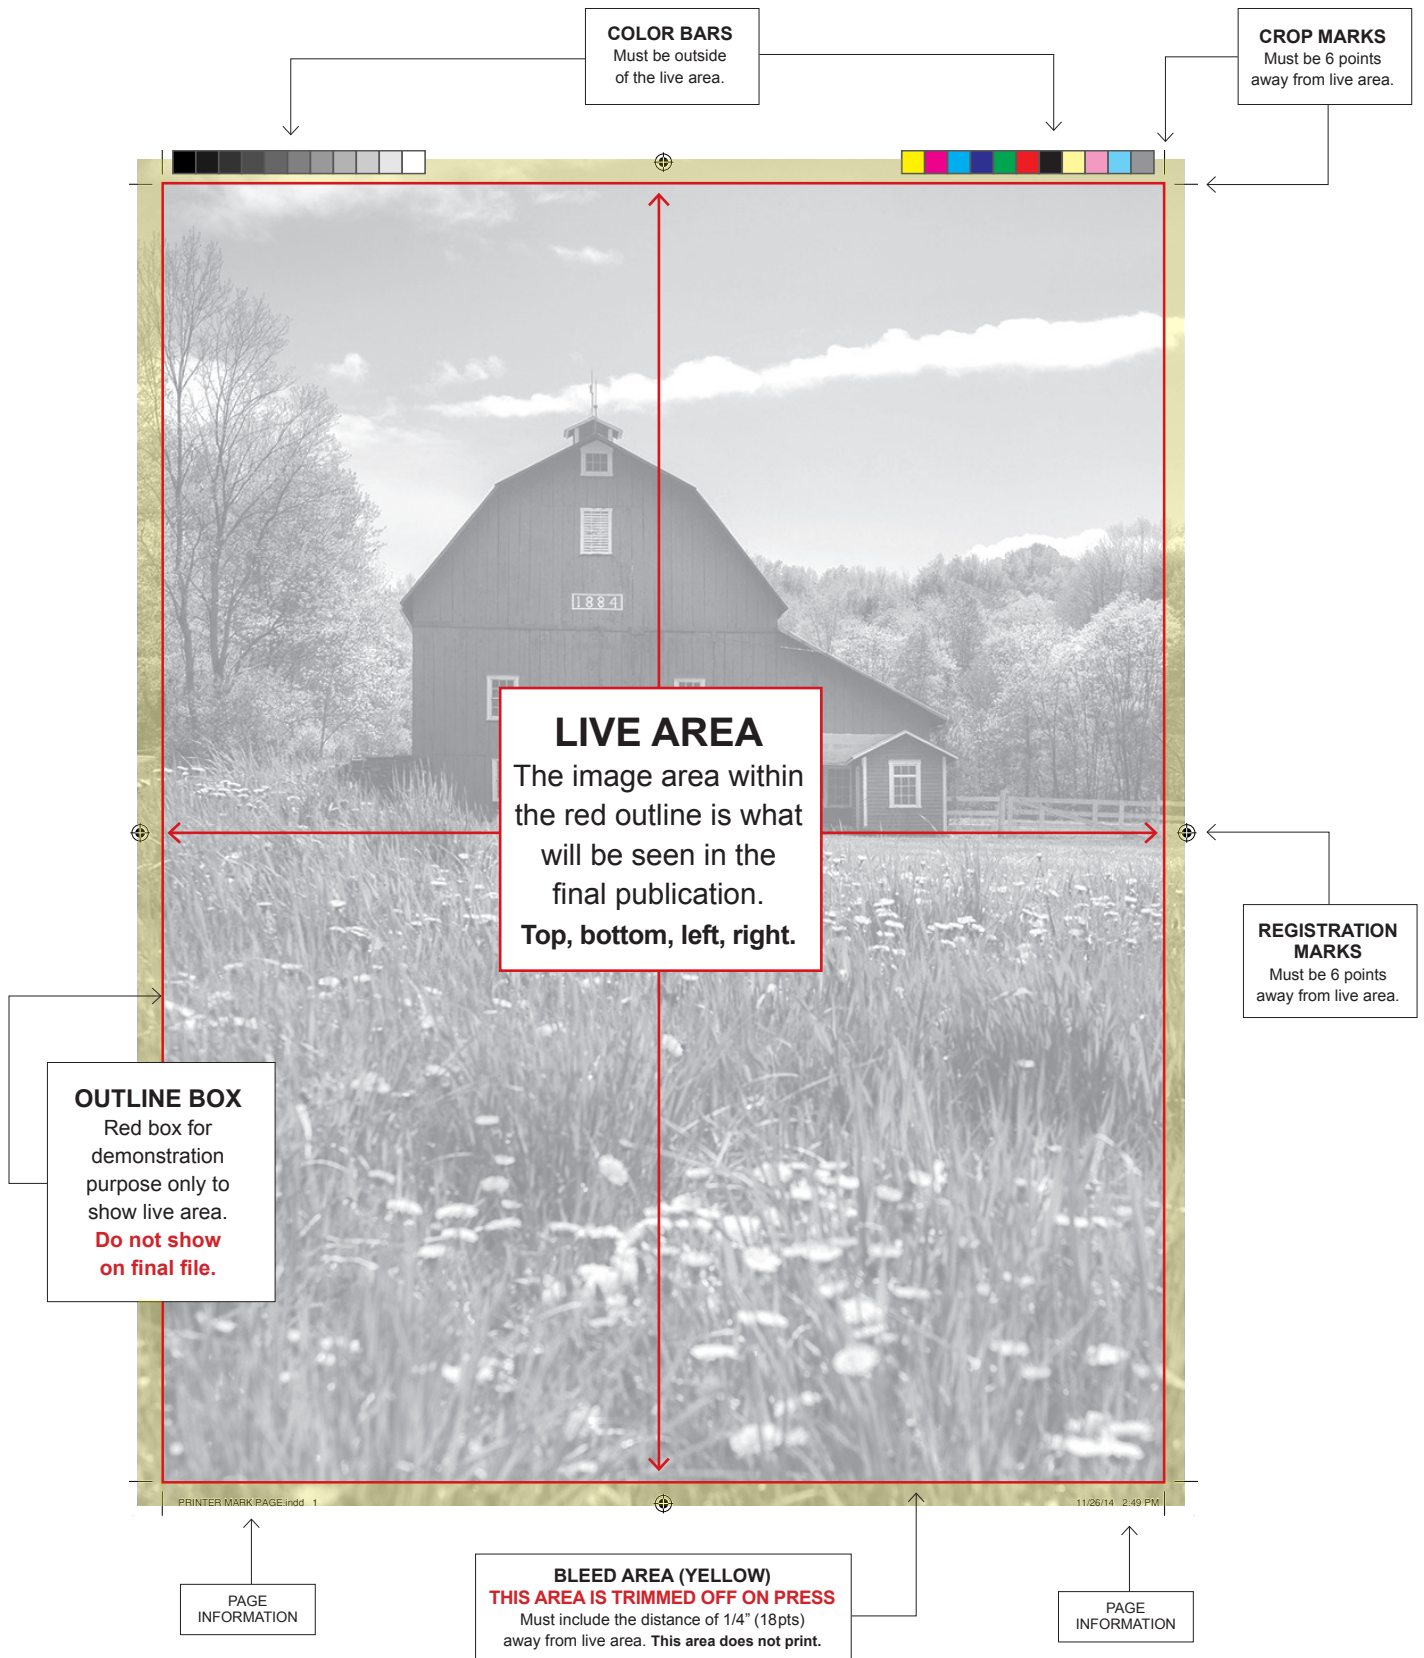 COLOR BARS
Must be outside
of the live area.
CROP MARKS
Must be 6 points
away from live area.
1884
LIVE AREA
The image area within
the red outline is what
will be seen in the
final publication.
Top, bottom, left, right.
REGISTRATION
MARKS
Must be 6 points
away from live area.
OUTLINE BOX
Red box for
demonstration
purpose only to
show live area.
Do not show
on final file.
PRINTER MARK PAGE.indd 1
11/26/14 2:49 PM
PAGE
INFORMATION
BLEED AREA (YELLOW)
THIS AREA IS TRIMMED OFF ON PRESS
Must include the distance of 1/4” (18pts)
away from live area. This area does not print.
PAGE
INFORMATION